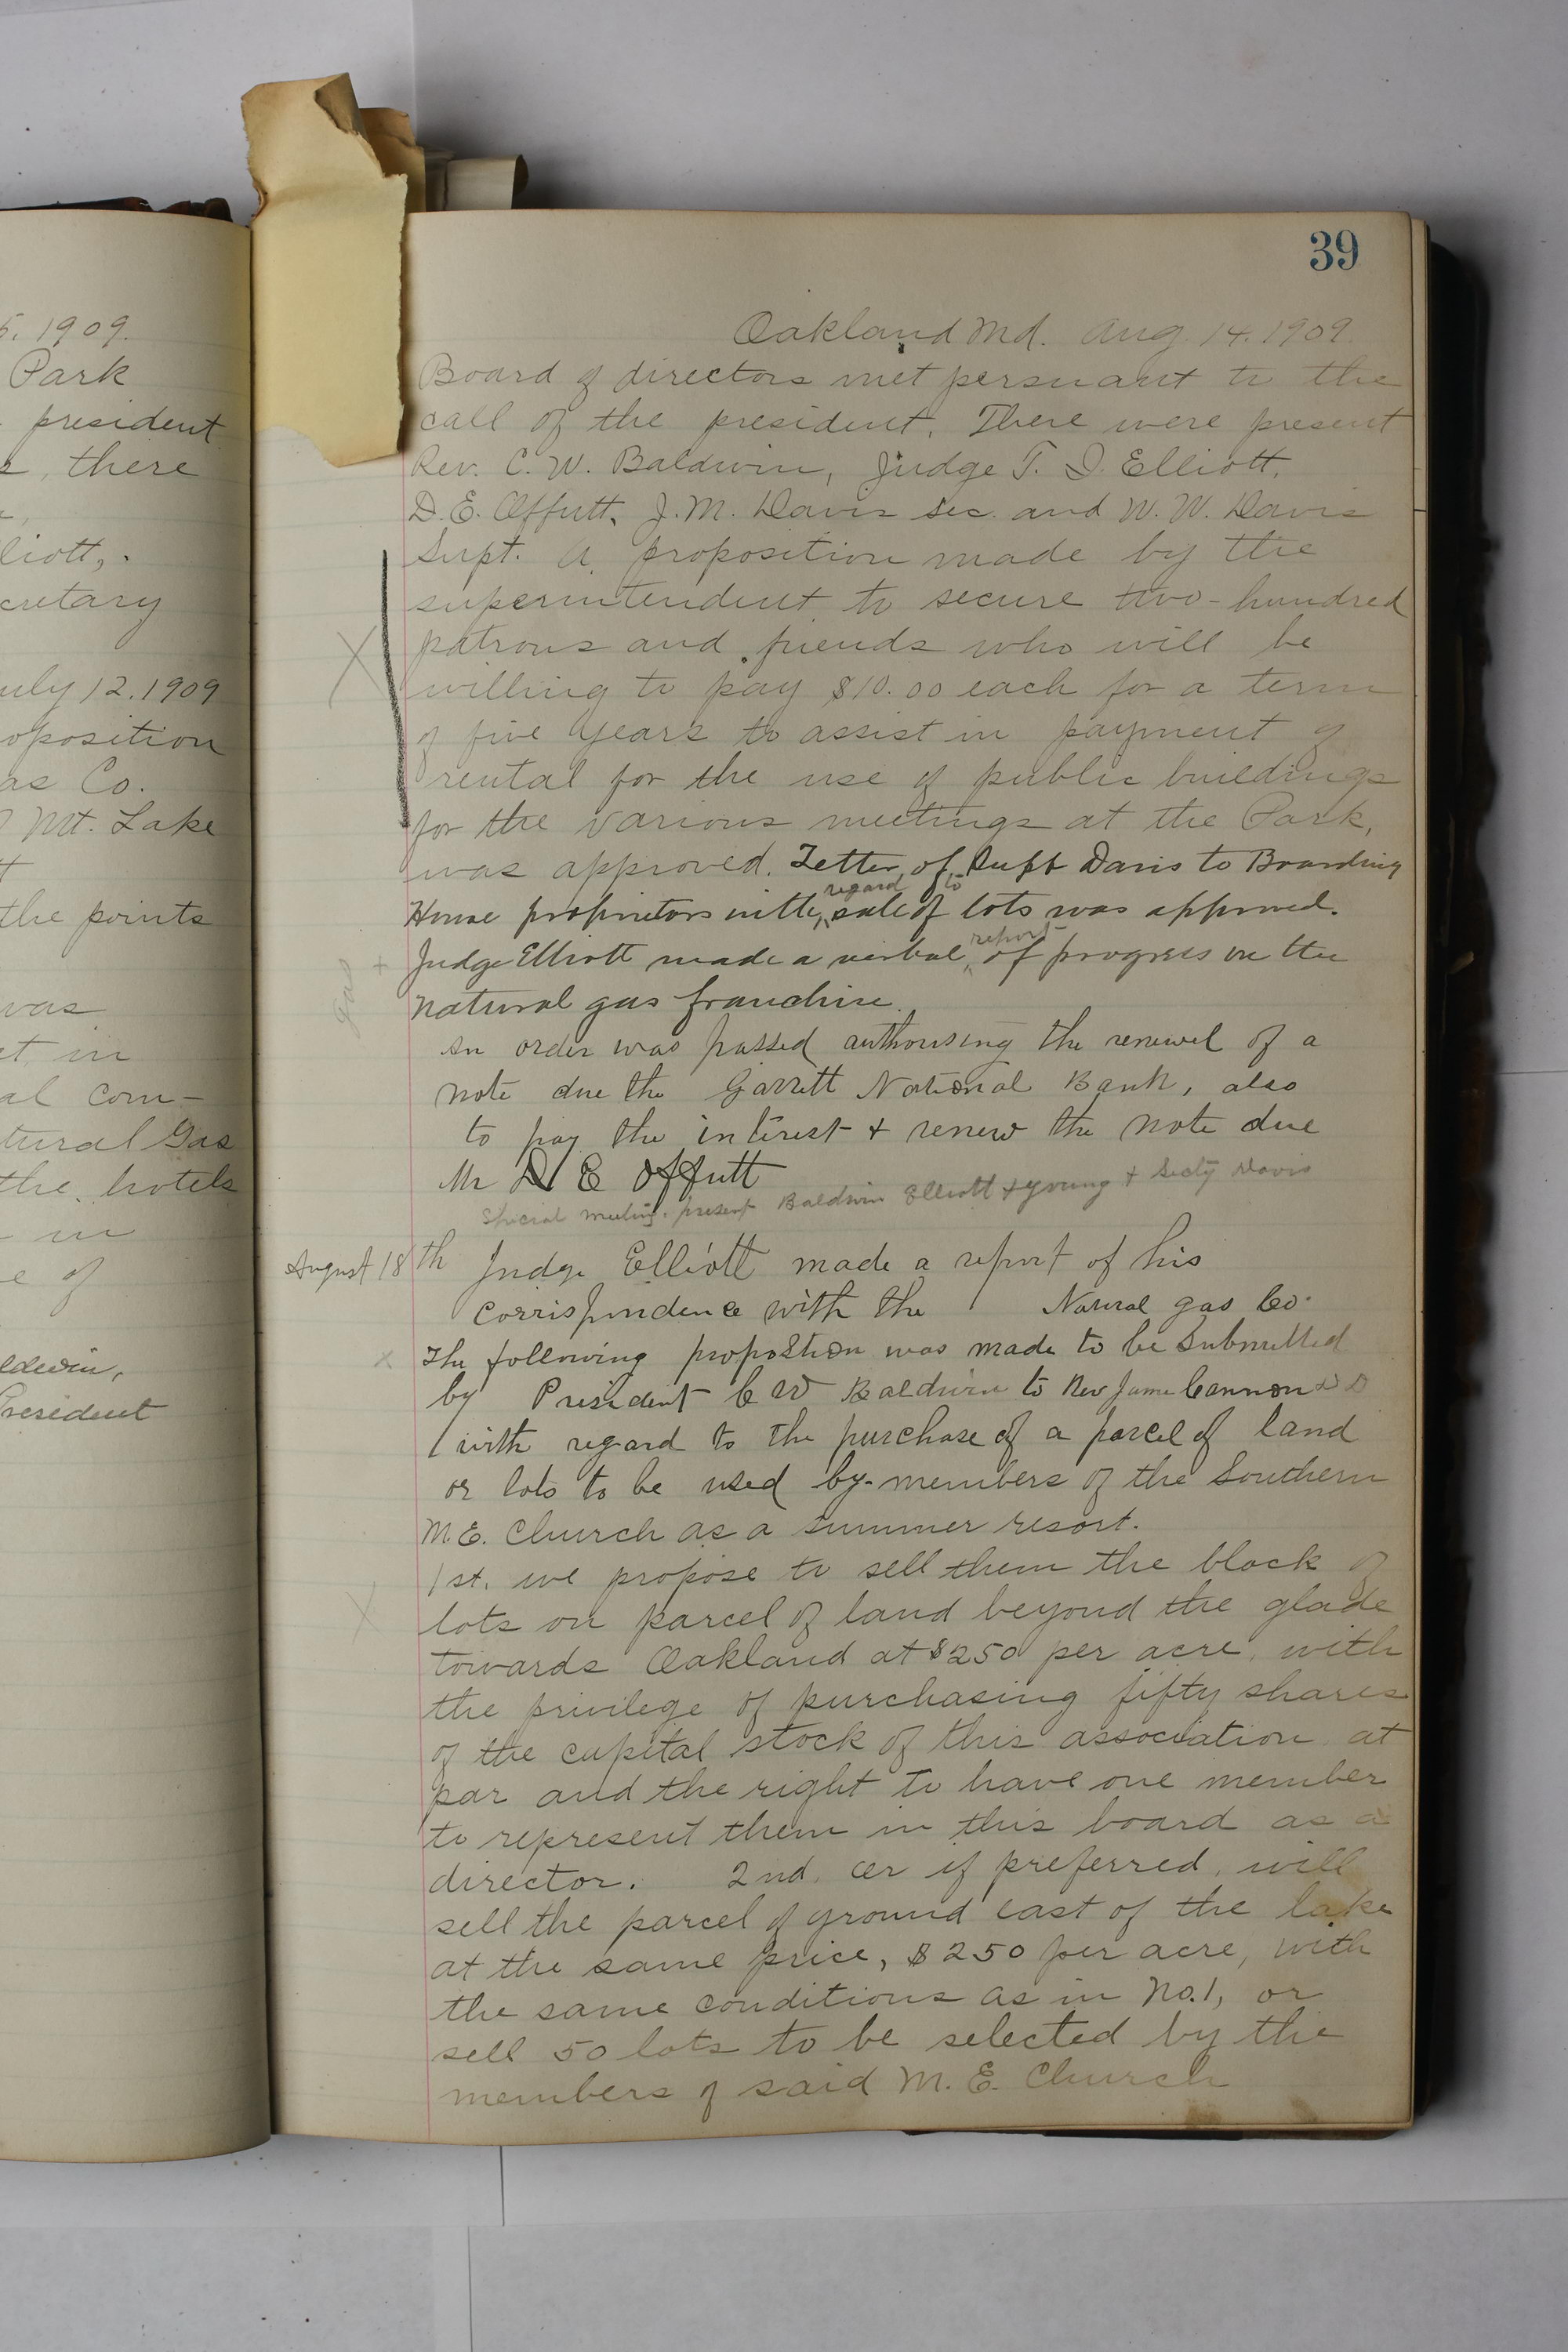 5. 1909.
Park
president
, there
liott,
cretary
uly 12. 1909
oposition
as Co.
Mt. Lake
the points
was
et in
al com-
tural Gas
the hotels
in
e of
aldwin,
President
39
Oakland Md. Aug. 14. 1909.
Board of directors met persuant to the
call of the president. There were present
Rev. C. W. Baldwin, Judge T. I. Elliott,
D. E. Offutt, J. M. Davis sec. and W. W. Davis
Supt. A proposition made by the
superintendent to secure two-hundred
X patrons and friends who will be
willing to pay $10.00 each for a term
of five years to assist in payment of
rental for the use of public buildings
for the various meetings at the Park,
was approved. Letter of Supt Davis to Boarding
House proprietors with regard to sale of lots was approved.
+ Judge Elliott made a verbal report of progress on the
gas
natural gas franchise.
An order was passed authorising the renewel of a
note due the Garrett National Bank, also
to pay the interest & renew the note due
Mr D E Offutt
Special meeting. present Baldwin Elliott & Young & Secty Davis
August 18th Judge Elliott made a report of his
corrispondence with the Natural gas Co.
x The following propostion was made to be submitted
by President C W Baldwin to Rev James Cannon D D
with regard to the purchase of a parcel of land
or lots to be used by members of the Southern
M. E. Church as a summer resort.
1st. we propose to sell them the block of
X lots or parcel of land beyond the glade
towards Oakland at $250 per acre, with
the privilege of purchasing fifty shares
of the capital stock of this association at
par and the right to have one member
to represent them in this board as a
director. 2nd. or if preferred, will
sell the parcel of ground east of the lake
at the same price, $250 per acre, with
the same conditions as in No. 1, or
sell 50 lots to be selected by the
members of said M. E. Church